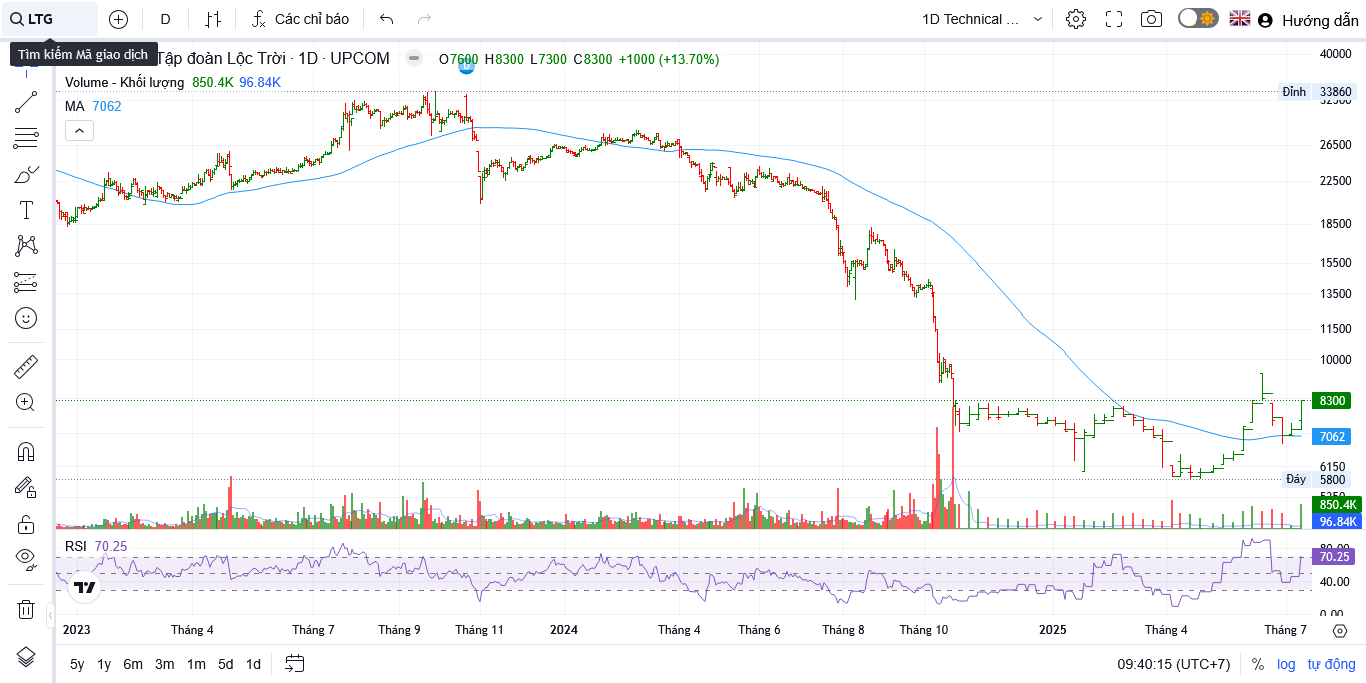 LTG
D
Các chỉ báo
1D Technical ...
Hướng dẫn
Tìm kiếm Mã giao dịch
Tập đoàn Lộc Trời · 1D · UPCOM
O7600 H8300 L7300 C8300 +1000 (+13.70%)
Volume - Khối lượng 850.4K 96.84K
MA 7062
40000
Đỉnh 33860
32500
26500
22500
18500
15500
13500
11500
10000
8300
7062
6150
Đáy 5800
5250
850.4K
96.84K
RSI 70.25
80.00
70.25
40.00
0.00
2023 Tháng 4 Tháng 7 Tháng 9 Tháng 11 2024 Tháng 4 Tháng 6 Tháng 8 Tháng 10 2025 Tháng 4 Tháng 7
5y 1y 6m 3m 1m 5d 1d
09:40:15 (UTC+7) % log tự động